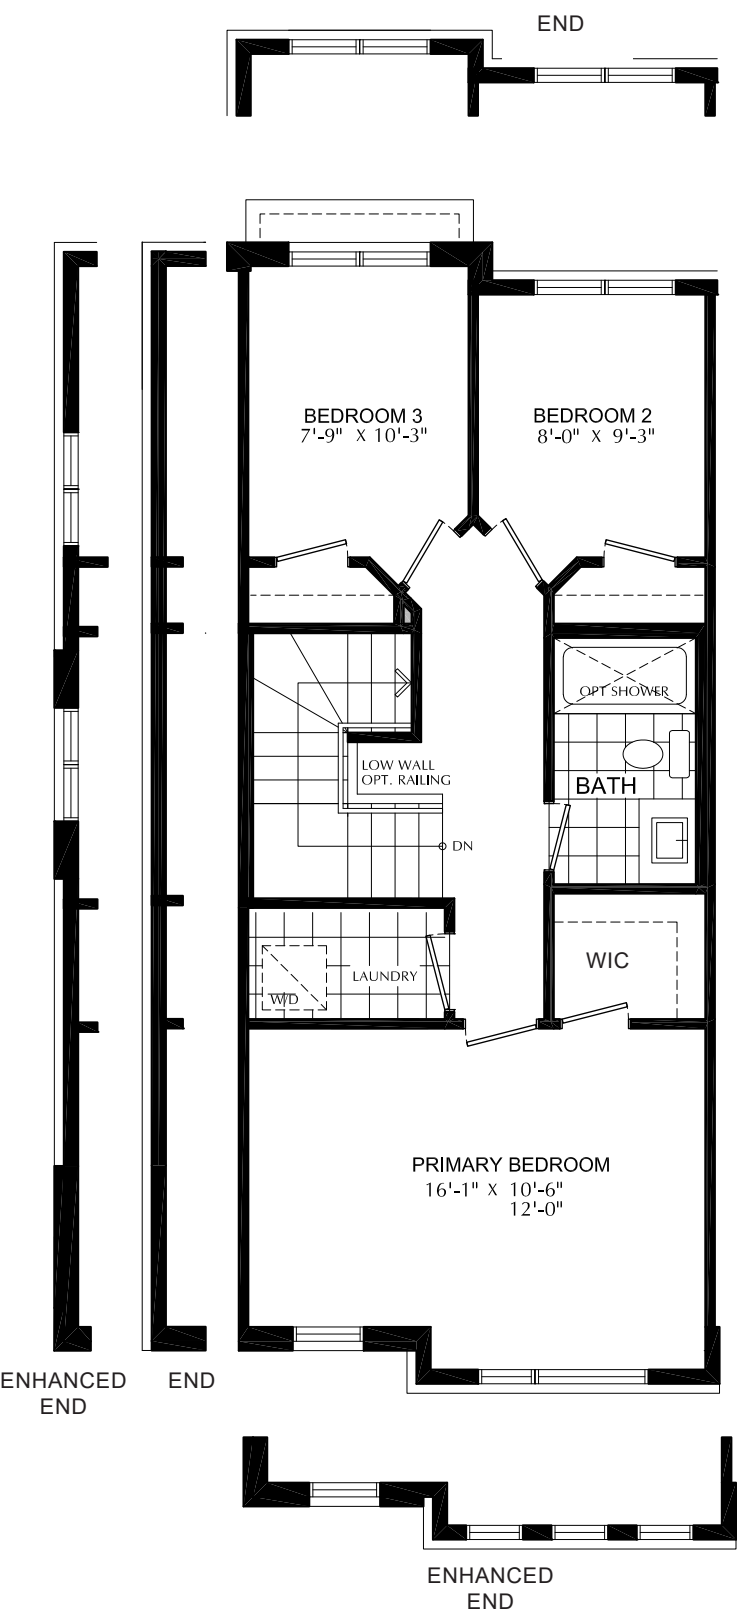 END
BEDROOM 3
7'-9" X 10'-3"
BEDROOM 2
8'-0" X 9'-3"
OPT SHOWER
LOW WALL
OPT. RAILING
BATH
DN
WIC
LAUNDRY
W/D
PRIMARY BEDROOM
16'-1" X 10'-6"
12'-0"
ENHANCED
END
END
ENHANCED
END